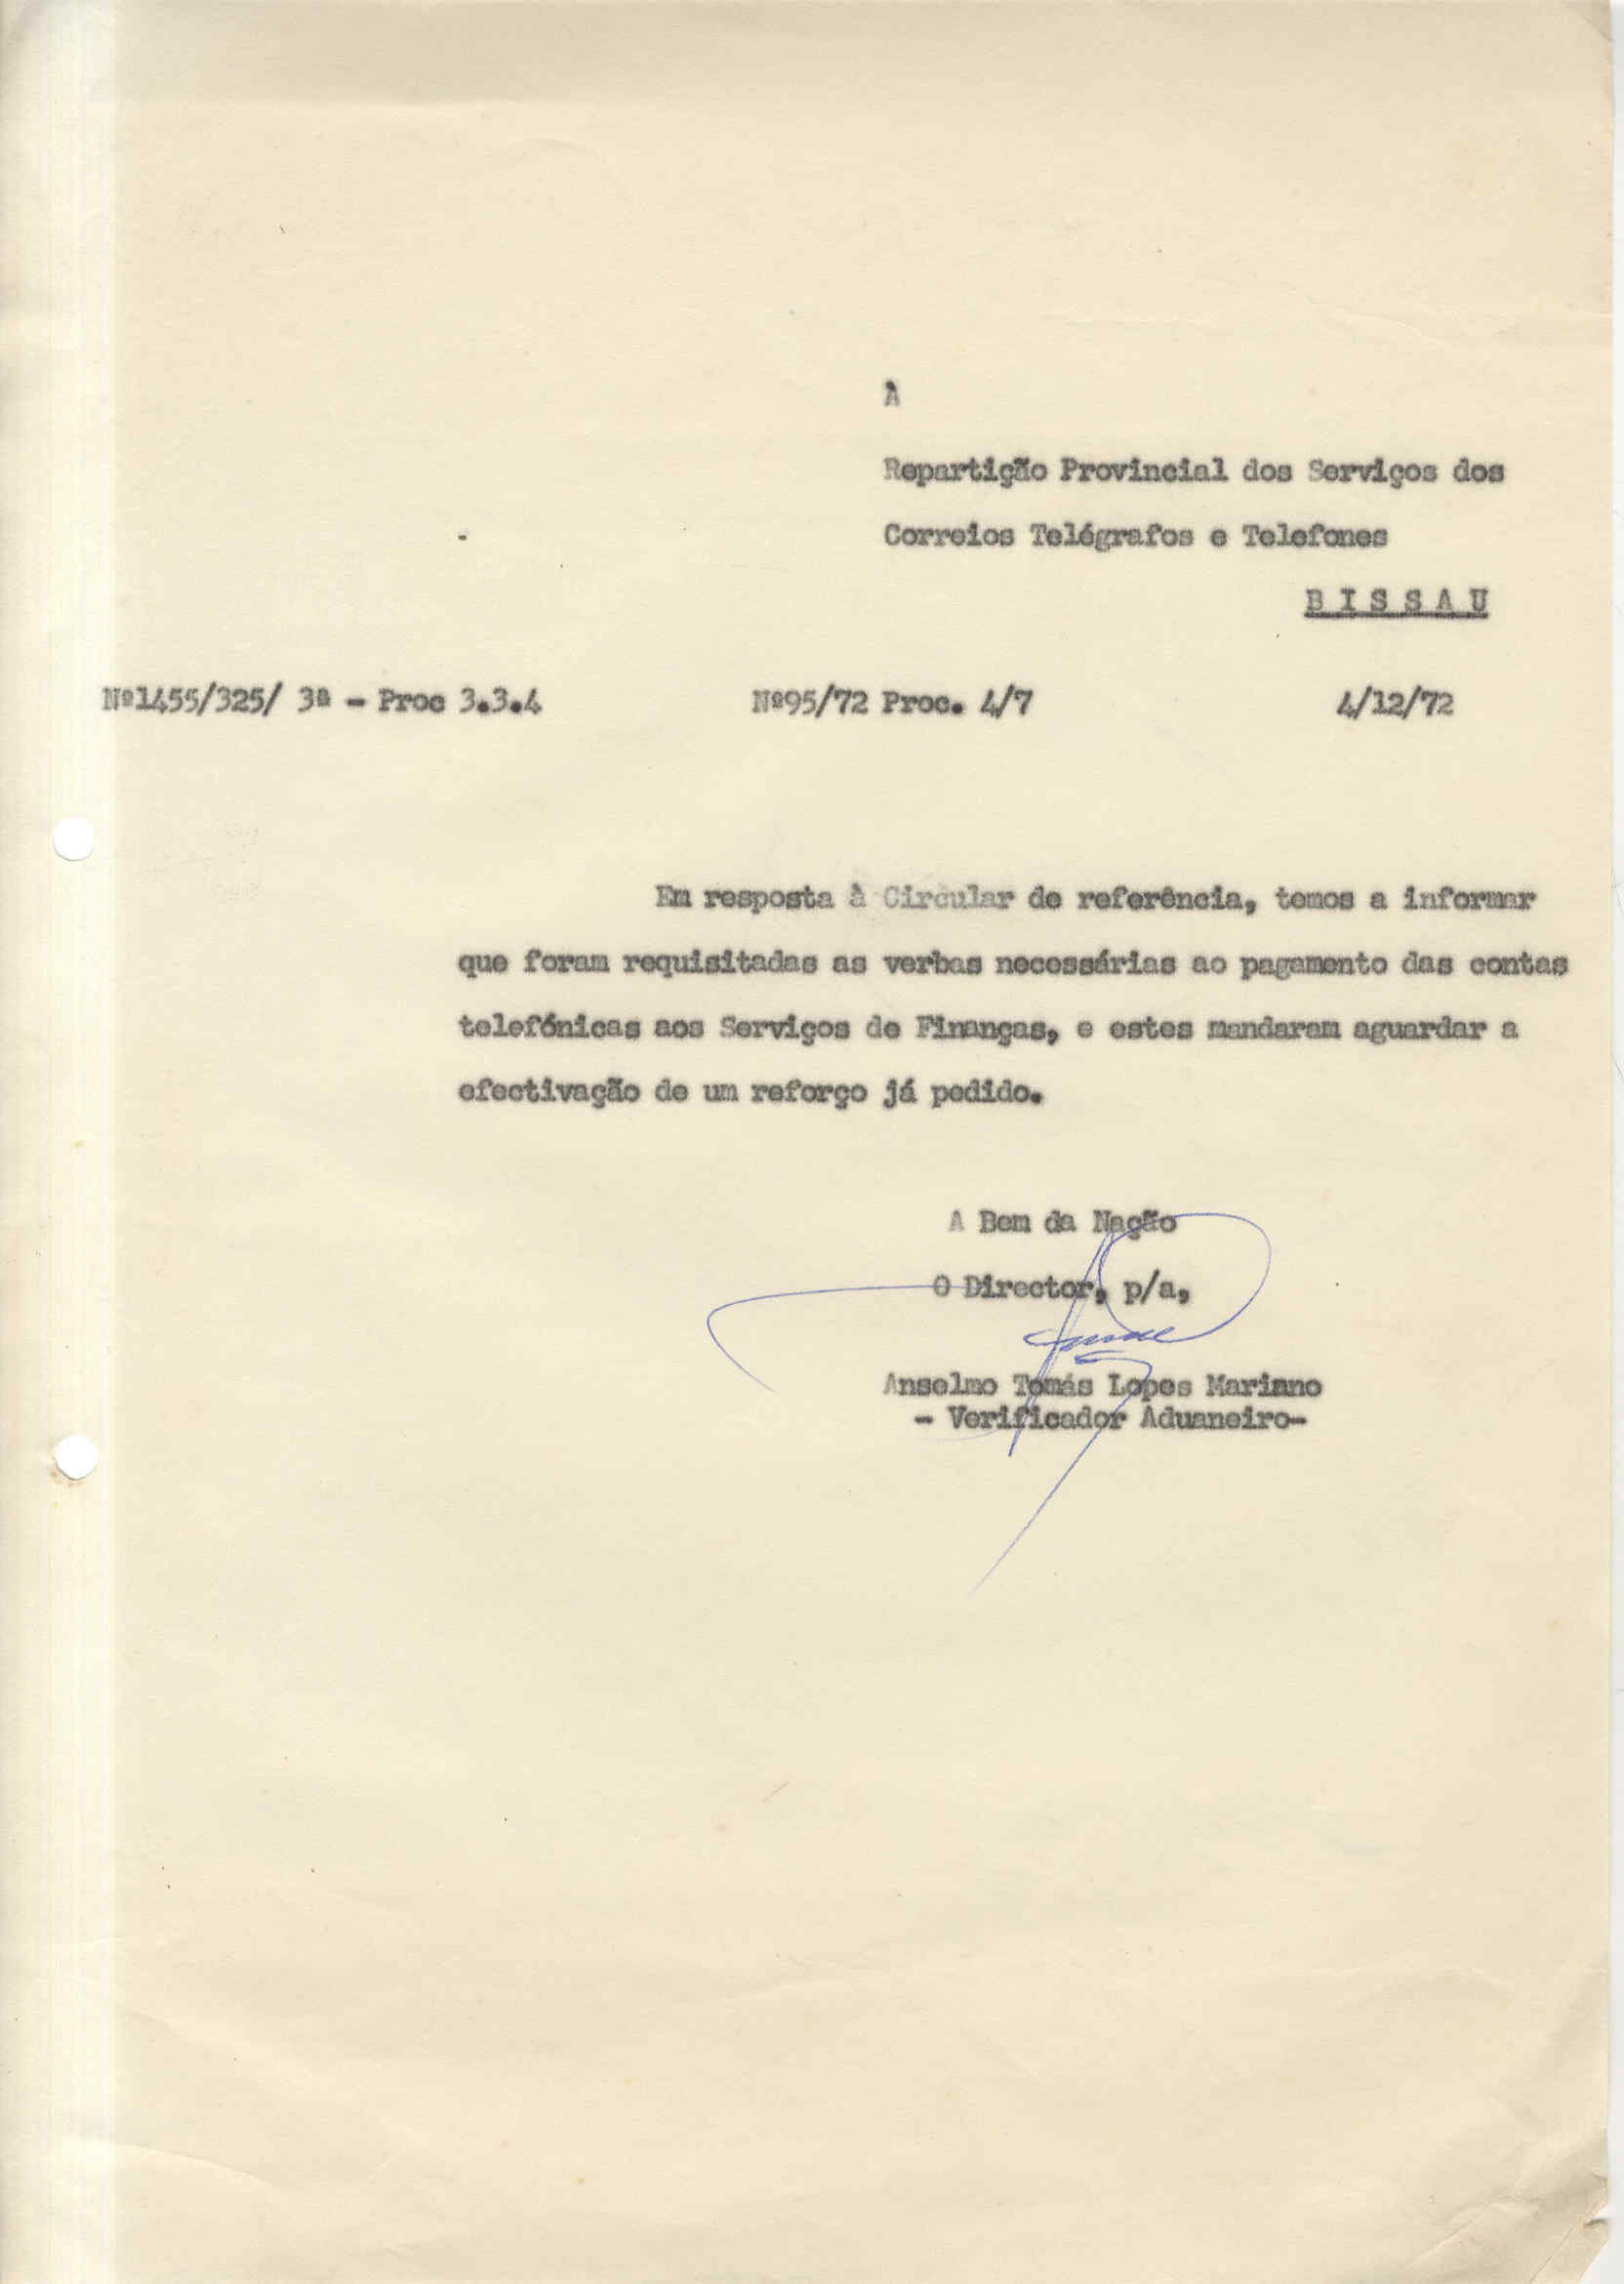 À
Repartição Provincial dos Serviços dos
Correios Telégrafos e Telefones
B I S S A U
Nº1455/325/ 3ª - Proc 3.3.4 Nº95/72 Proc. 4/7 4/12/72
Em resposta à Circular de referência, temos a informar
que foram requisitadas as verbas necessárias ao pagamento das contas
telefónicas aos Serviços de Finanças, e estes mandaram aguardar a
efectivação de um reforço já pedido.
A Bem da Nação
O Director, p/a,
Anselmo Tomás Lopes Mariano
- Verificador Aduaneiro-